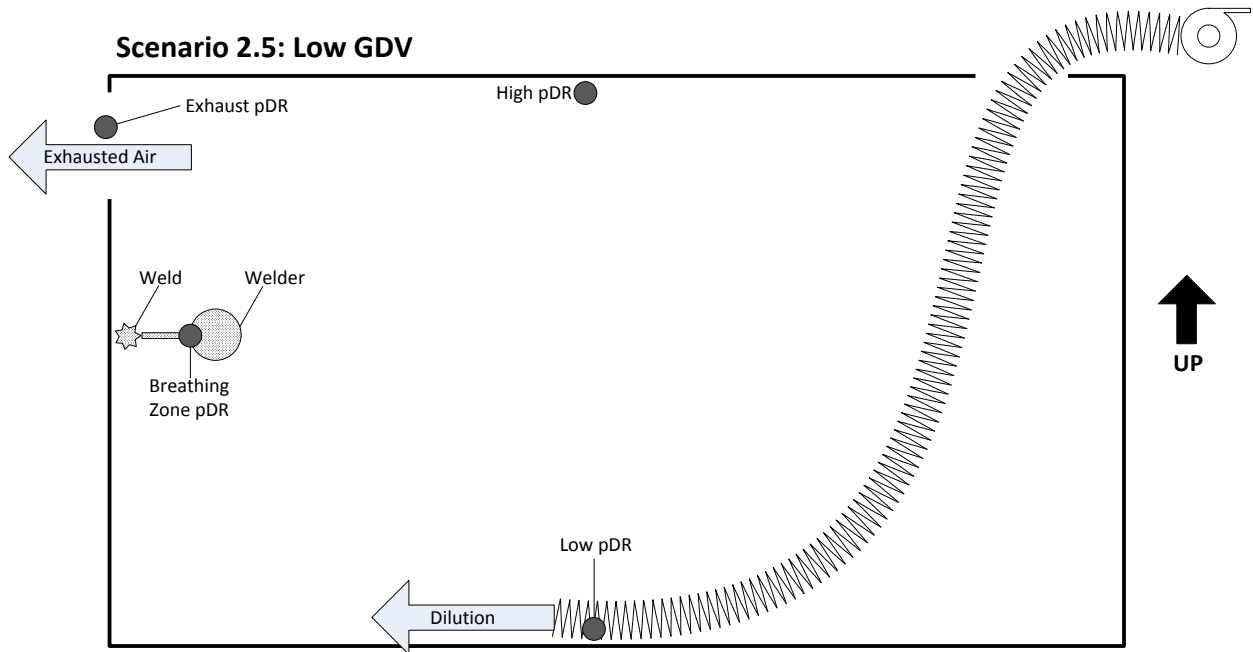 Scenario 2.5: Low GDV
Exhaust pDR
High pDR
Exhausted Air
Weld
Welder
Breathing
Zone pDR
UP
Low pDR
Dilution